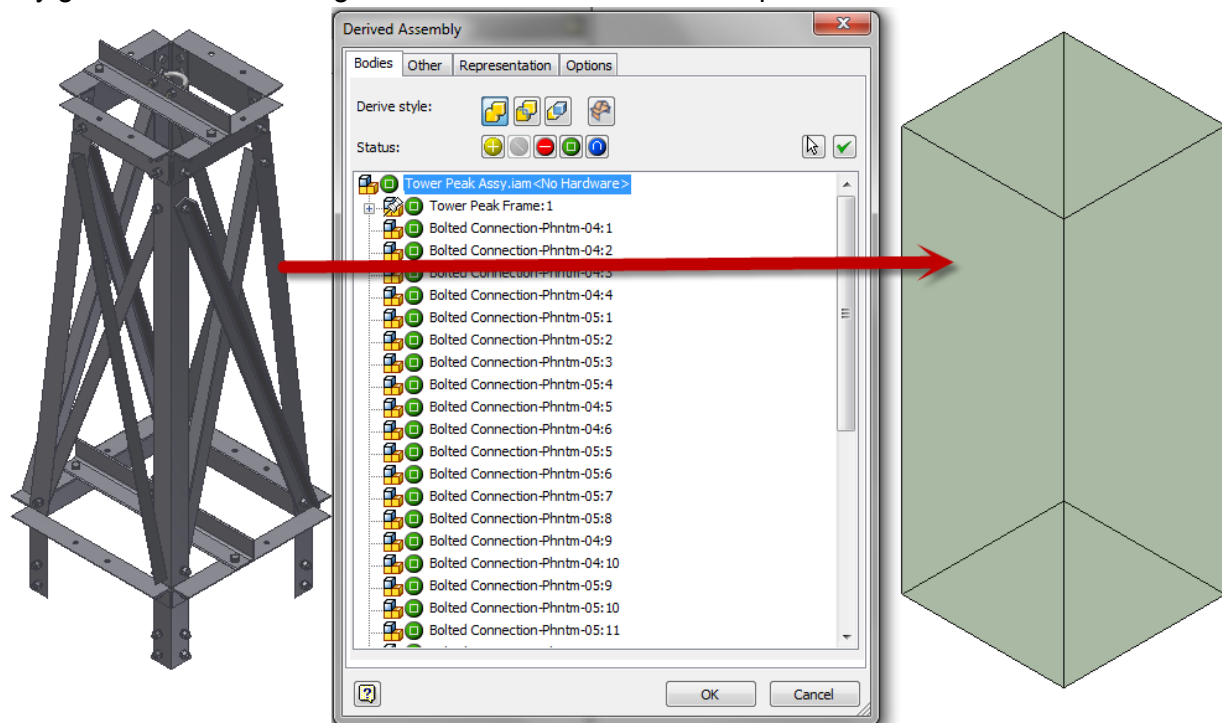 Derived Assembly
Bodies Other Representation Options
Derive style:
Status:
Tower Peak Assy.iam<No Hardware>
Tower Peak Frame:1
Bolted Connection-Phntm-04:1
Bolted Connection-Phntm-04:2
Bolted Connection-Phntm-04:3
Bolted Connection-Phntm-04:4
Bolted Connection-Phntm-05:1
Bolted Connection-Phntm-05:2
Bolted Connection-Phntm-05:3
Bolted Connection-Phntm-05:4
Bolted Connection-Phntm-04:5
Bolted Connection-Phntm-04:6
Bolted Connection-Phntm-05:5
Bolted Connection-Phntm-05:6
Bolted Connection-Phntm-05:7
Bolted Connection-Phntm-05:8
Bolted Connection-Phntm-04:9
Bolted Connection-Phntm-04:10
Bolted Connection-Phntm-05:9
Bolted Connection-Phntm-05:10
Bolted Connection-Phntm-05:11
OK Cancel